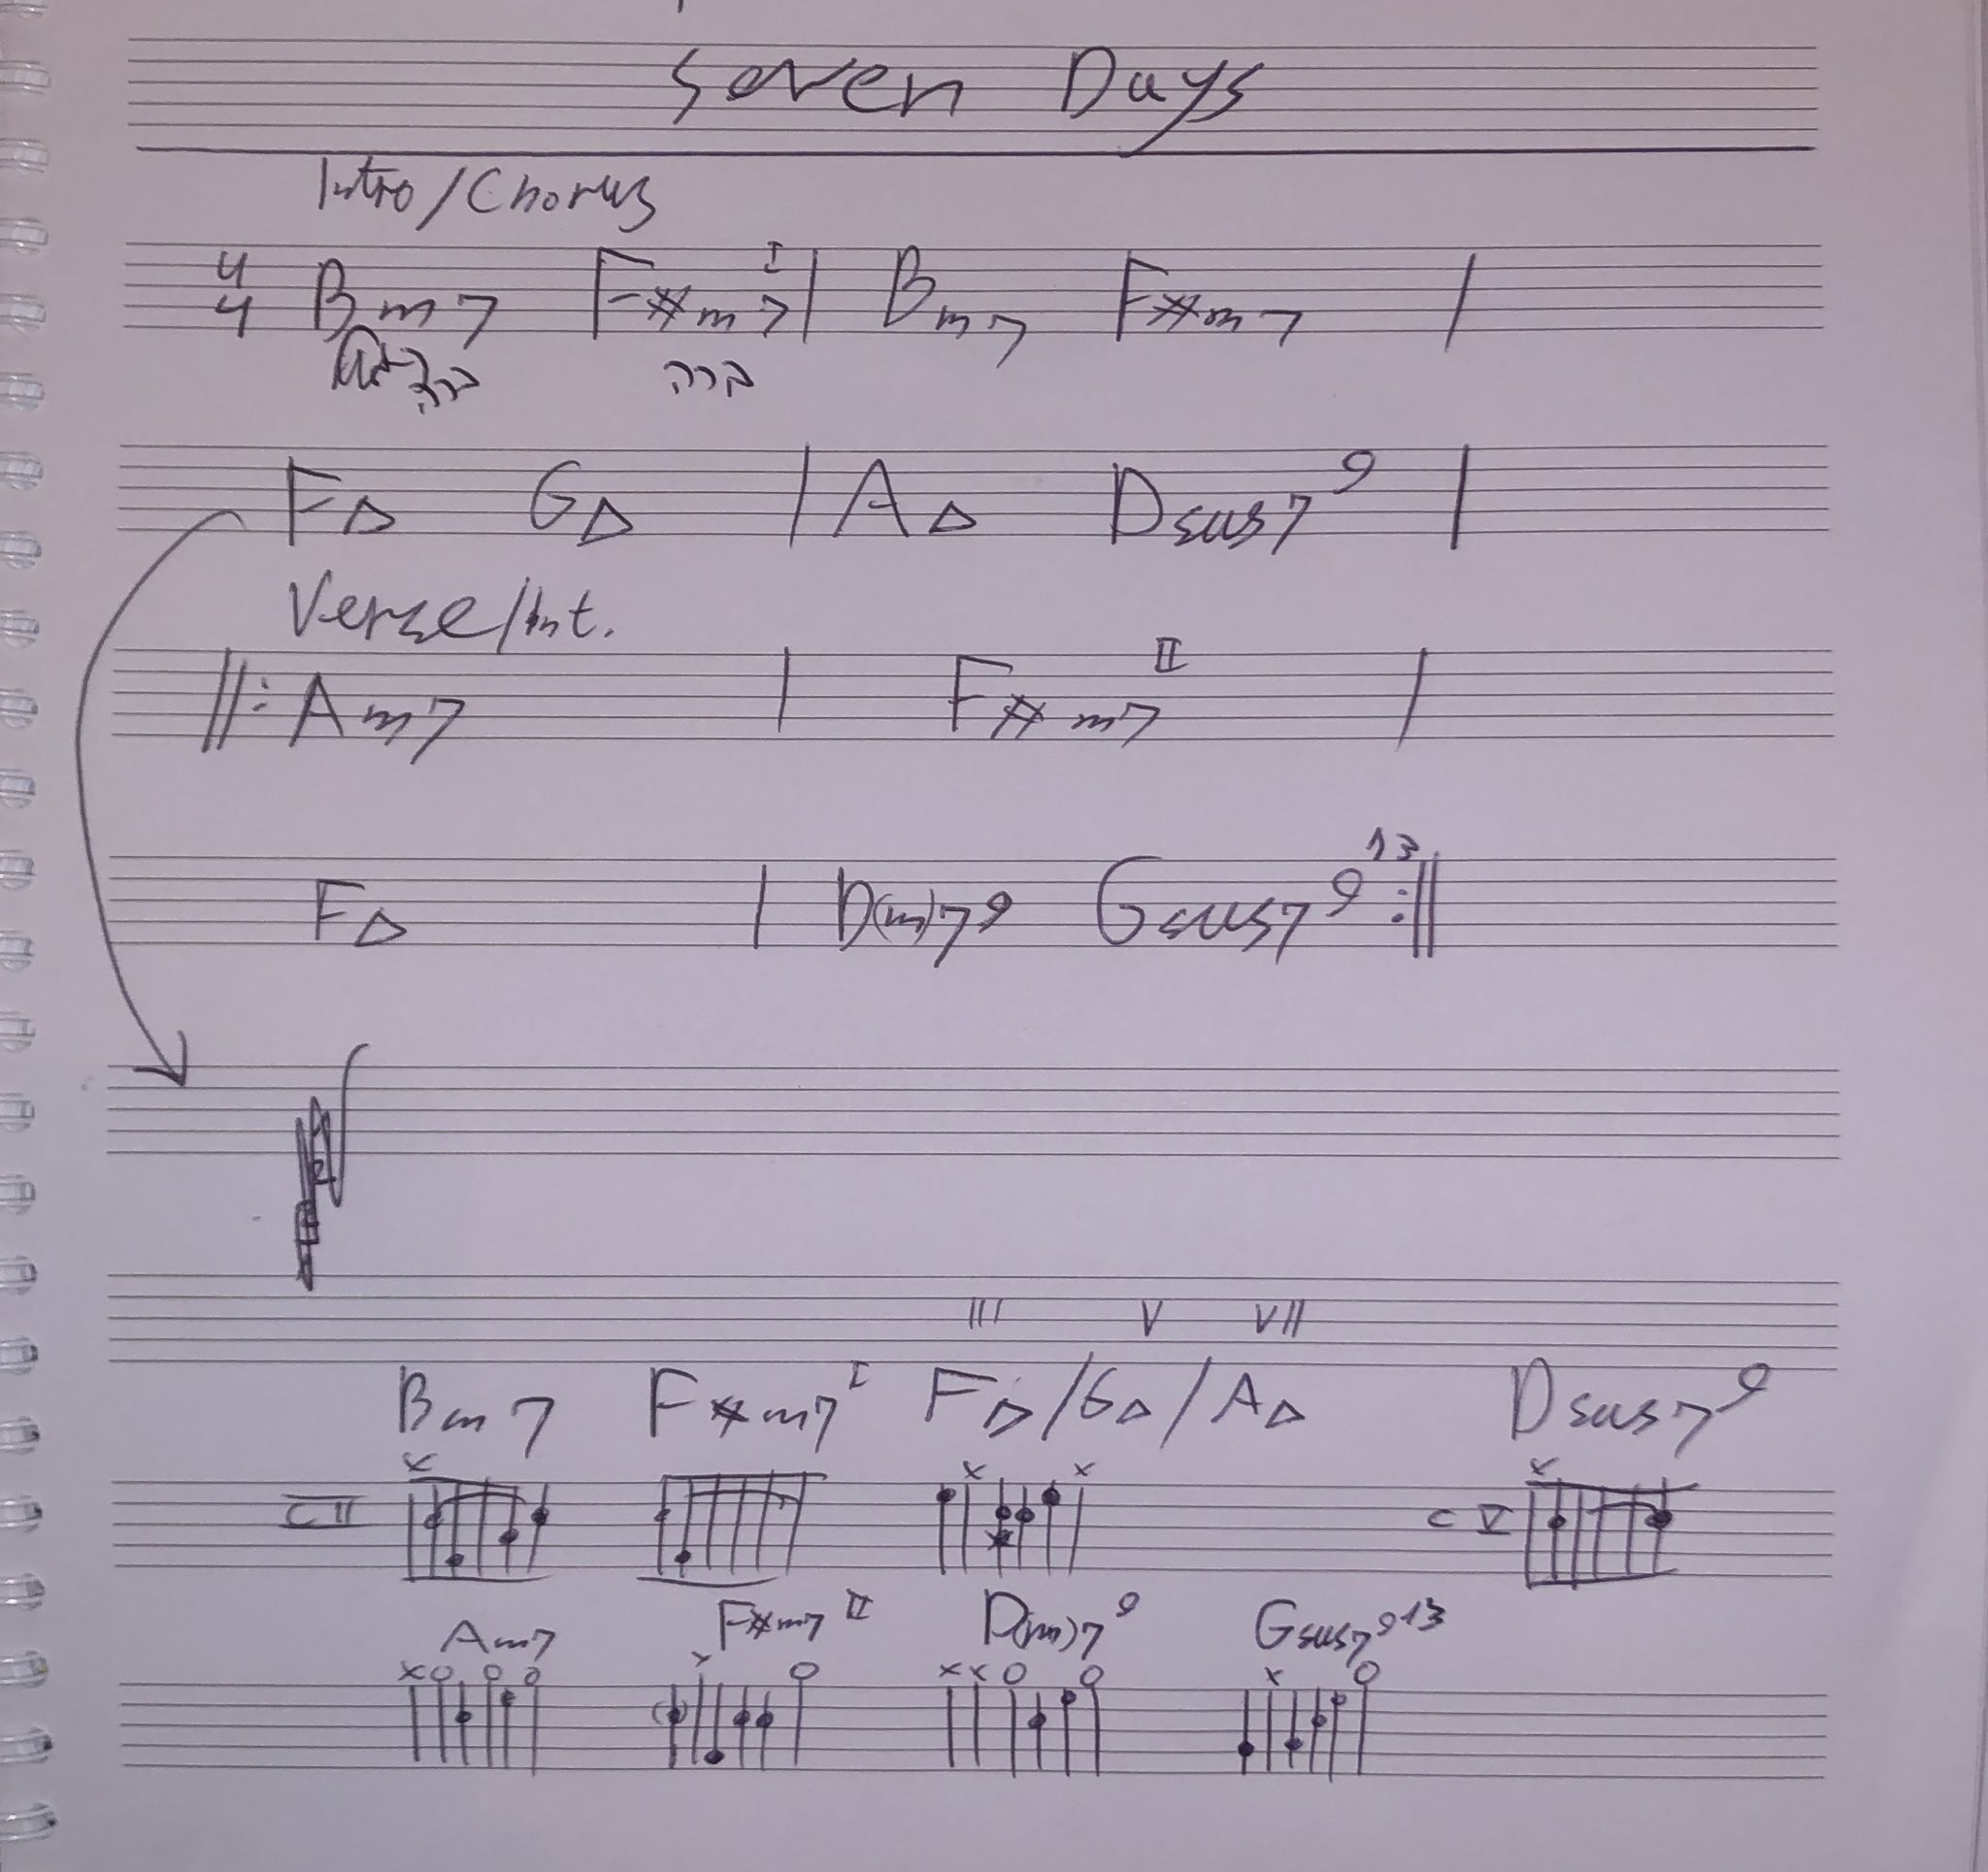 Seven Days
Intro/Chorus
4/4 Bm7 F#m7 I | Bm7 F#m7 |
ברה ברה
F△ G△ | A△ Dsus7 9 |
Verse/Int.
||: Am7 | F#m7 II |
F△ | D(m)7 9 Gsus7 9 13 :||
III V VII
Bm7 F#m7 I F△/G△/A△ Dsus7 9
x x x x
CII CV
Am7 F#m7 II D(m)7 9 Gsus7 9 13
x o o o x o x x o o x o